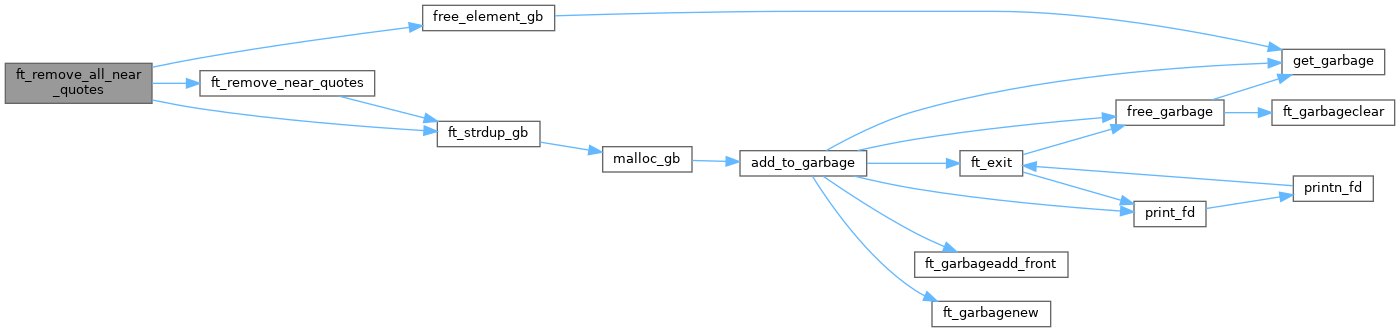 ft_remove_all_near
_quotes
free_element_gb
ft_remove_near_quotes
ft_strdup_gb
malloc_gb
add_to_garbage
get_garbage
free_garbage
ft_garbageclear
ft_exit
printn_fd
print_fd
ft_garbageadd_front
ft_garbagenew